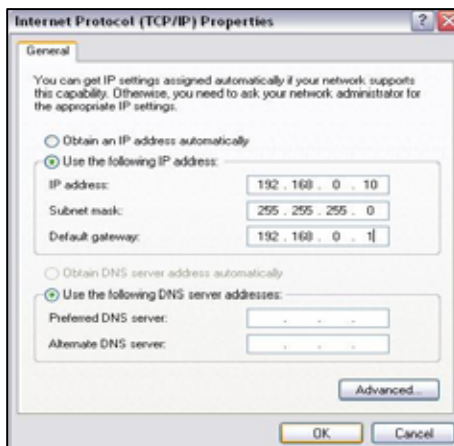 Internet Protocol (TCP/IP) Properties
General
You can get IP settings assigned automatically if your network supports
this capability. Otherwise, you need to ask your network administrator for
the appropriate IP settings.
Obtain an IP address automatically
Use the following IP address:
IP address: 192 . 168 . 0 . 10
Subnet mask: 255 . 255 . 255 . 0
Default gateway: 192 . 168 . 0 . 1
Obtain DNS server address automatically
Use the following DNS server addresses:
Preferred DNS server: . . .
Alternate DNS server: . . .
Advanced...
OK Cancel